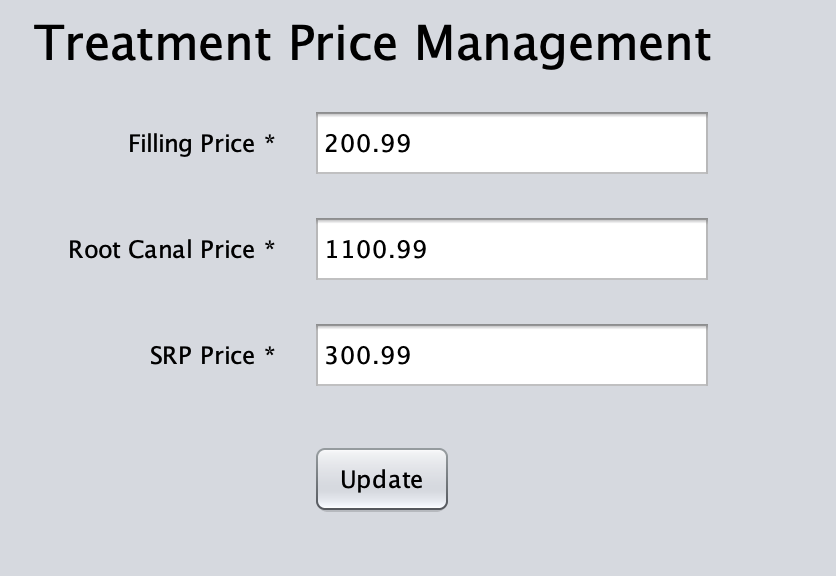 Treatment Price Management
Filling Price * 200.99
Root Canal Price * 1100.99
SRP Price * 300.99
Update